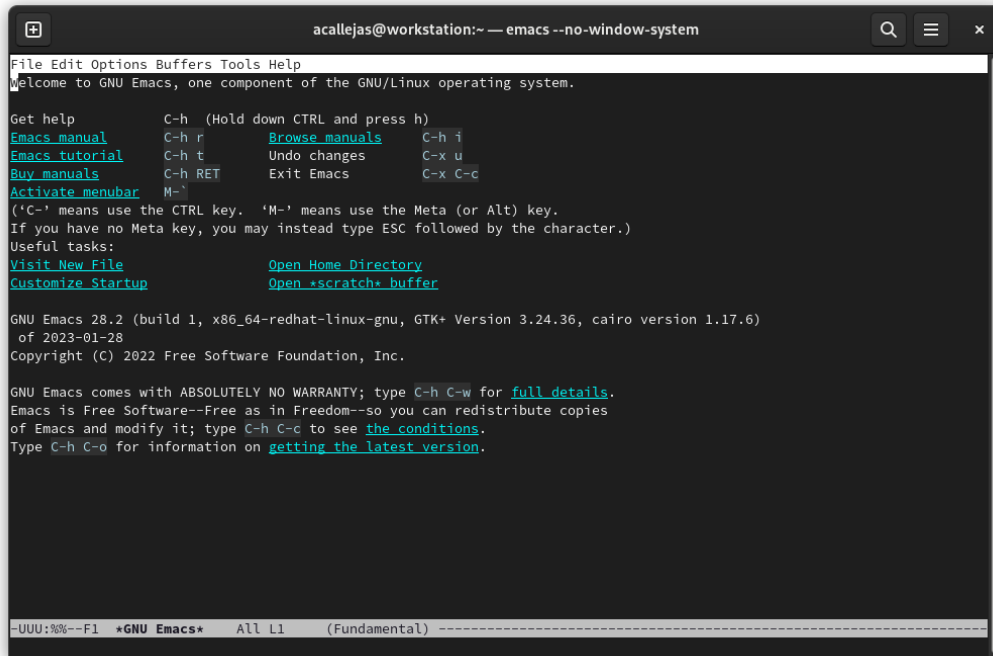 acallejas@workstation:~ — emacs --no-window-system
File Edit Options Buffers Tools Help
Welcome to GNU Emacs, one component of the GNU/Linux operating system.
Get help C-h (Hold down CTRL and press h)
Emacs manual C-h r Browse manuals C-h i
Emacs tutorial C-h t Undo changes C-x u
Buy manuals C-h RET Exit Emacs C-x C-c
Activate menubar M-`
(‘C-’ means use the CTRL key. ‘M-’ means use the Meta (or Alt) key.
If you have no Meta key, you may instead type ESC followed by the character.)
Useful tasks:
Visit New File Open Home Directory
Customize Startup Open *scratch* buffer
GNU Emacs 28.2 (build 1, x86_64-redhat-linux-gnu, GTK+ Version 3.24.36, cairo version 1.17.6)
of 2023-01-28
Copyright (C) 2022 Free Software Foundation, Inc.
GNU Emacs comes with ABSOLUTELY NO WARRANTY; type C-h C-w for full details.
Emacs is Free Software--Free as in Freedom--so you can redistribute copies
of Emacs and modify it; type C-h C-c to see the conditions.
Type C-h C-o for information on getting the latest version.
-UUU:%%--F1 *GNU Emacs* All L1 (Fundamental) --------------------------------------------------------------------